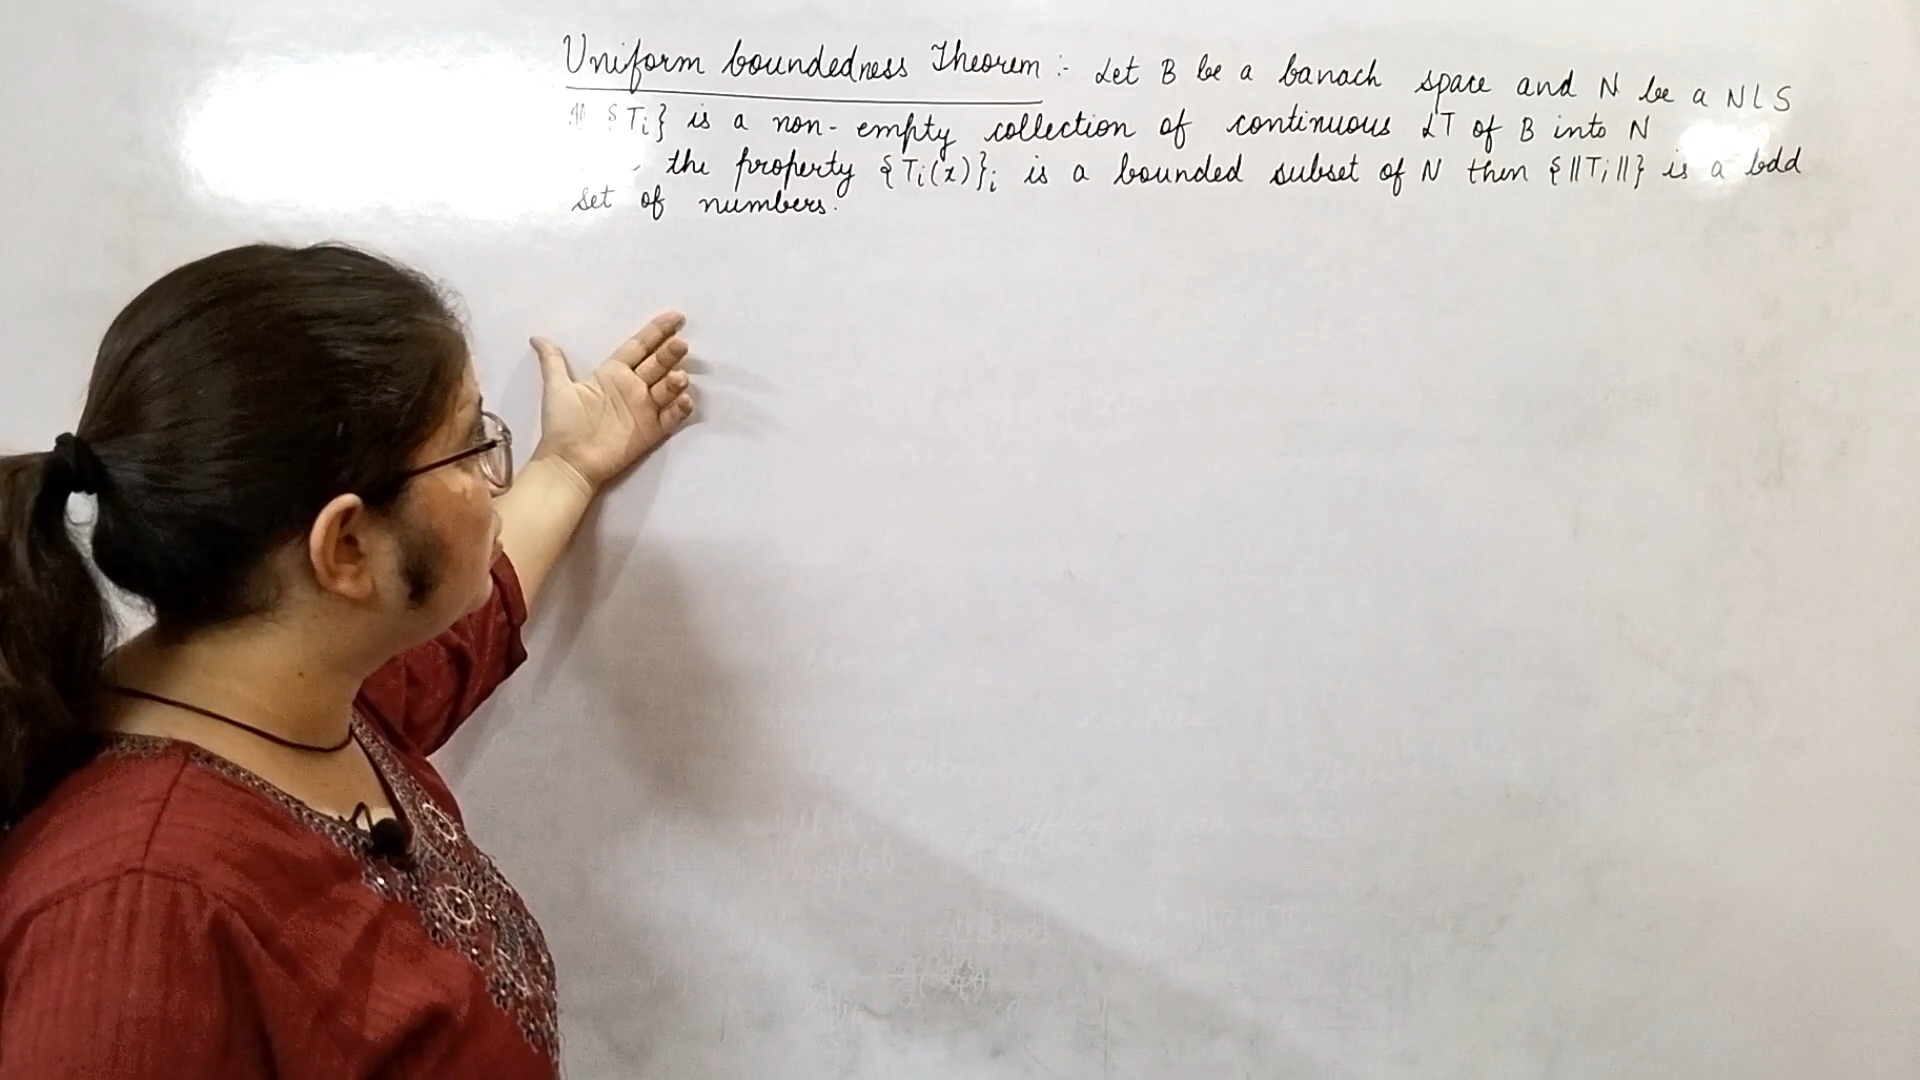 Uniform boundedness Theorem :- Let B be a banach space and N be a NLS
If {Ti} is a non-empty collection of continuous LT of B into N
the property {Ti(x)}i is a bounded subset of N then {||Ti||} is a bdd
set of numbers.